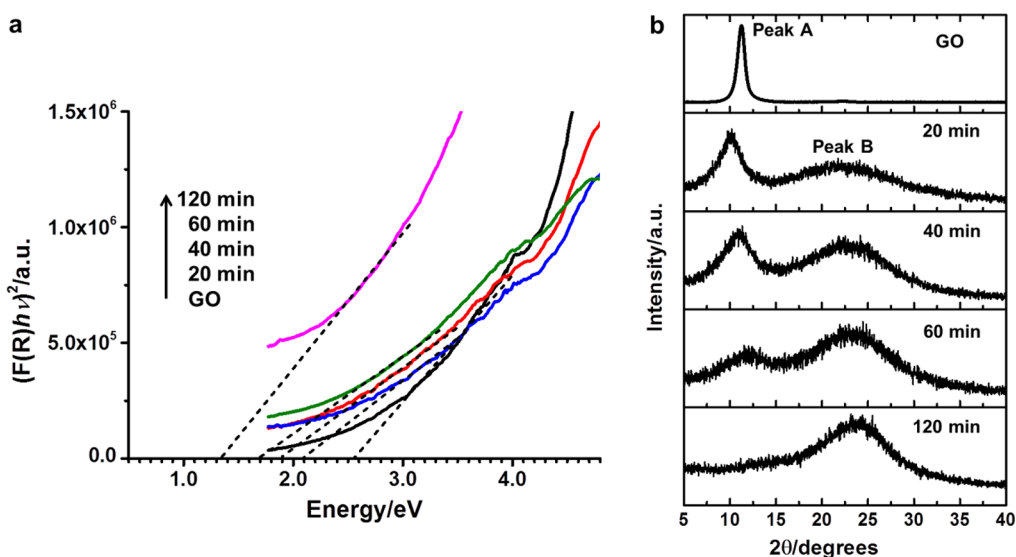 a
1.5x10⁶
1.0x10⁶
5.0x10⁵
0.0
(F(R)hν)²/a.u.
120 min
60 min
40 min
20 min
GO
1.0 2.0 3.0 4.0
Energy/eV
b
Peak A
GO
20 min
Peak B
40 min
60 min
120 min
Intensity/a.u.
5 10 15 20 25 30 35 40
2θ/degrees